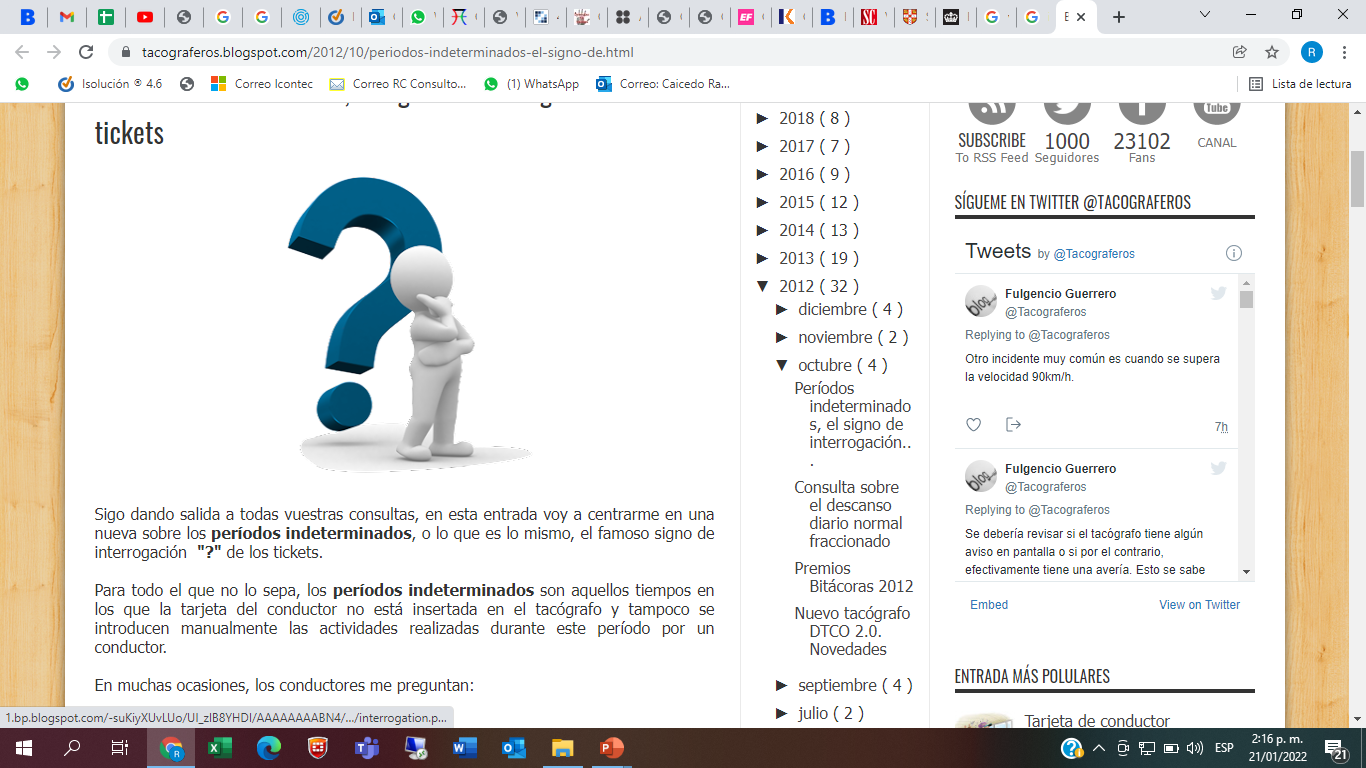 tacograferos.blogspot.com/2012/10/periodos-indeterminados-el-signo-de.html
Isolución ® 4.6
Correo Icontec
Correo RC Consulto...
(1) WhatsApp
Correo: Caicedo Ra...
Lista de lectura
tickets
Sigo dando salida a todas vuestras consultas, en esta entrada voy a centrarme en una
nueva sobre los períodos indeterminados, o lo que es lo mismo, el famoso signo de
interrogación "?" de los tickets.
Para todo el que no lo sepa, los períodos indeterminados son aquellos tiempos en
los que la tarjeta del conductor no está insertada en el tacógrafo y tampoco se
introducen manualmente las actividades realizadas durante este período por un
conductor.
En muchas ocasiones, los conductores me preguntan:
► 2018 ( 8 )
► 2017 ( 7 )
► 2016 ( 9 )
► 2015 ( 12 )
► 2014 ( 13 )
► 2013 ( 19 )
▼ 2012 ( 32 )
► diciembre ( 4 )
► noviembre ( 2 )
▼ octubre ( 4 )
Períodos
indeterminado
s, el signo de
interrogación..
.
Consulta sobre
el descanso
diario normal
fraccionado
Premios
Bitácoras 2012
Nuevo tacógrafo
DTCO 2.0.
Novedades
► septiembre ( 4 )
► julio ( 2 )
Tube
SUBSCRIBE
To RSS Feed
1000
Seguidores
23102
Fans
CANAL
SÍGUEME EN TWITTER @TACOGRAFEROS
Tweets by @Tacograferos
blog
Fulgencio Guerrero
@Tacograferos
Replying to @Tacograferos
Otro incidente muy común es cuando se supera
la velocidad 90km/h.
7h
blog
Fulgencio Guerrero
@Tacograferos
Replying to @Tacograferos
Se debería revisar si el tacógrafo tiene algún
aviso en pantalla o si por el contrario,
efectivamente tiene una avería. Esto se sabe
Embed
View on Twitter
ENTRADA MÁS POLULARES
Tarjeta de conductor
1.bp.blogspot.com/-suKiyXUvLUo/UI_zIB8YHDI/AAAAAAAABN4/.../interrogation.p...
ESP
2:16 p. m.
21/01/2022
21